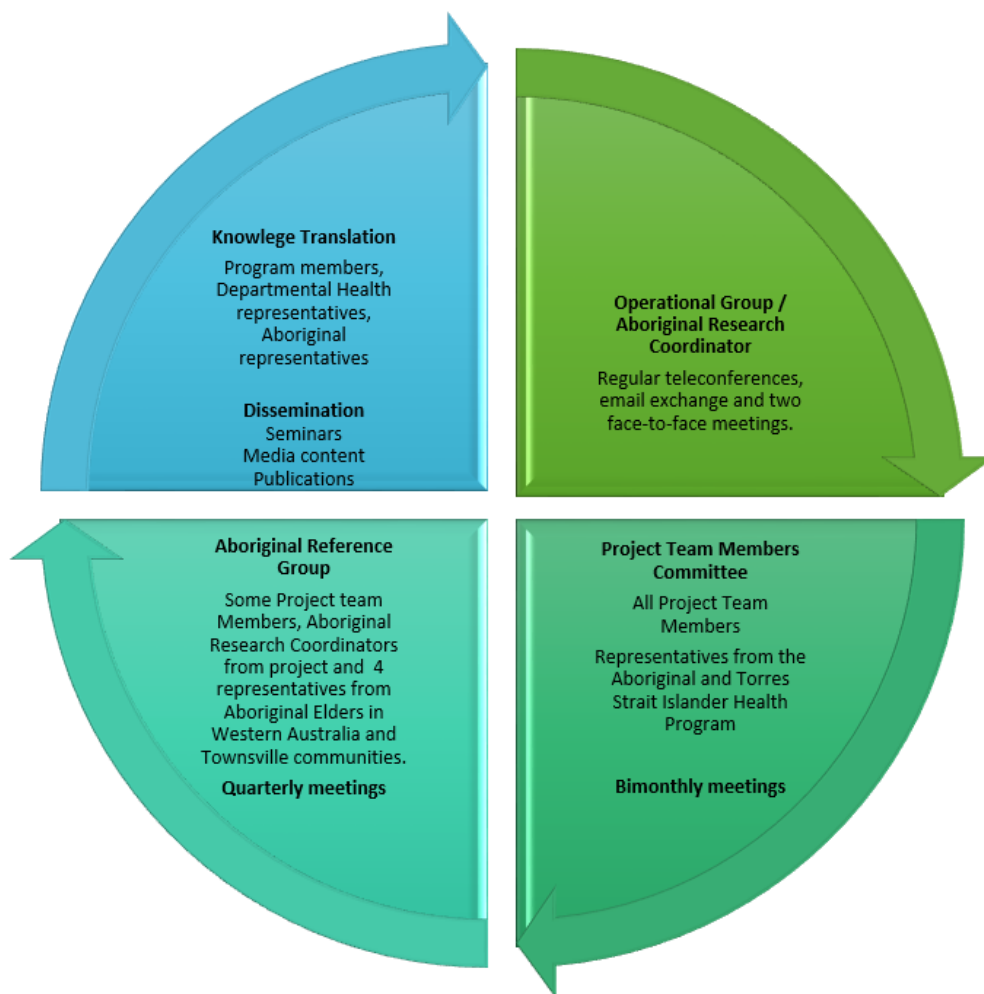 Knowlege Translation
Program members,
Departmental Health
representatives,
Aboriginal
representatives
Dissemination
Seminars
Media content
Publications
Operational Group /
Aboriginal Research
Coordinator
Regular teleconferences,
email exchange and two
face-to-face meetings.
Aboriginal Reference
Group
Some Project team
Members, Aboriginal
Research Coordinators
from project and 4
representatives from
Aboriginal Elders in
Western Australia and
Townsville communities.
Quarterly meetings
Project Team Members
Committee
All Project Team
Members
Representatives from the
Aboriginal and Torres
Strait Islander Health
Program
Bimonthly meetings